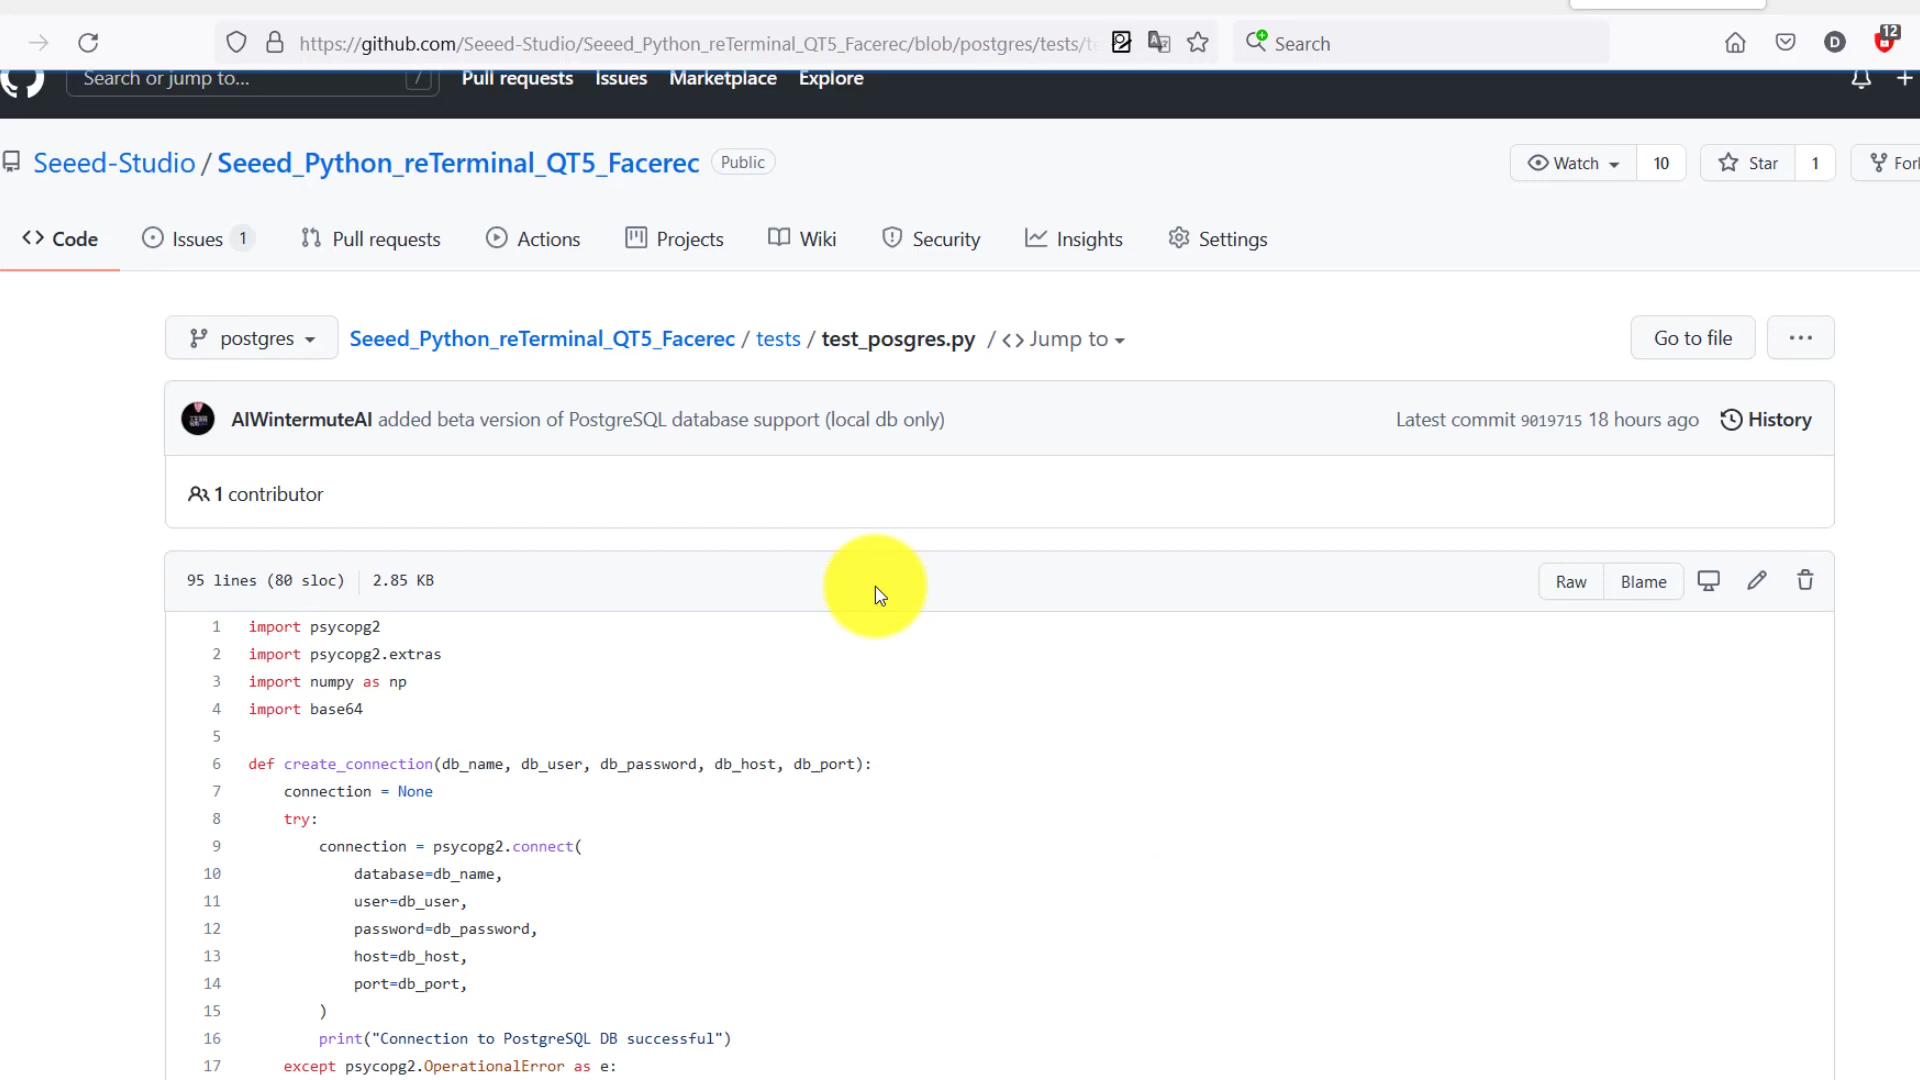 https://github.com/Seeed-Studio/Seeed_Python_reTerminal_QT5_Facerec/blob/postgres/tests/te
Search
D
12
Search or jump to...
/
Pull requests
Issues
Marketplace
Explore
Seeed-Studio / Seeed_Python_reTerminal_QT5_Facerec
Public
Watch
10
Star
1
Fork
<> Code
Issues 1
Pull requests
Actions
Projects
Wiki
Security
Insights
Settings
postgres
Seeed_Python_reTerminal_QT5_Facerec / tests / test_posgres.py / <> Jump to
Go to file
...
AIWintermuteAI added beta version of PostgreSQL database support (local db only)
Latest commit 9019715 18 hours ago
History
1 contributor
95 lines (80 sloc)
2.85 KB
Raw
Blame
1 import psycopg2
2 import psycopg2.extras
3 import numpy as np
4 import base64
5
6 def create_connection(db_name, db_user, db_password, db_host, db_port):
7 connection = None
8 try:
9 connection = psycopg2.connect(
10 database=db_name,
11 user=db_user,
12 password=db_password,
13 host=db_host,
14 port=db_port,
15 )
16 print("Connection to PostgreSQL DB successful")
17 except psycopg2.OperationalError as e: